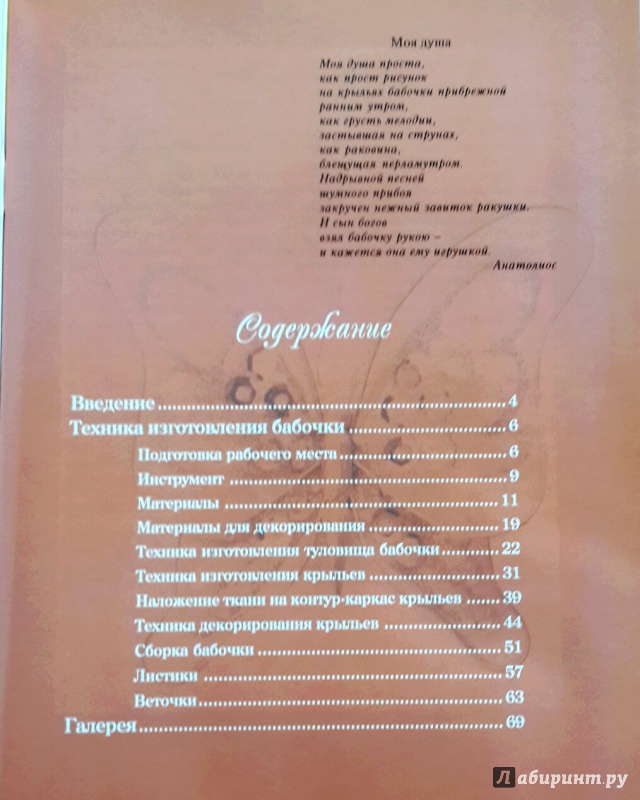 Моя душа
Моя душа проста,
как прост рисунок
на крыльях бабочки прибрежной
ранним утром,
как грусть мелодии,
застывшая на струнах,
как раковина,
блещущая перламутром.
Надрывной песней
шумного прибоя
закручен нежный завиток ракушки.
И сын богов
взял бабочку рукою –
и кажется она ему игрушкой.
Анатолиос
Содержание
Введение ........ 4
Техника изготовления бабочки ........ 6
Подготовка рабочего места ........ 6
Инструмент ........ 9
Материалы ........ 11
Материалы для декорирования ........ 19
Техника изготовления туловища бабочки ........ 22
Техника изготовления крыльев ........ 31
Наложение ткани на контур-каркас крыльев ....... 39
Техника декорирования крыльев ........ 44
Сборка бабочки ........ 51
Листики ........ 57
Веточки ........ 63
Галерея ........ 69
Лабиринт.ру